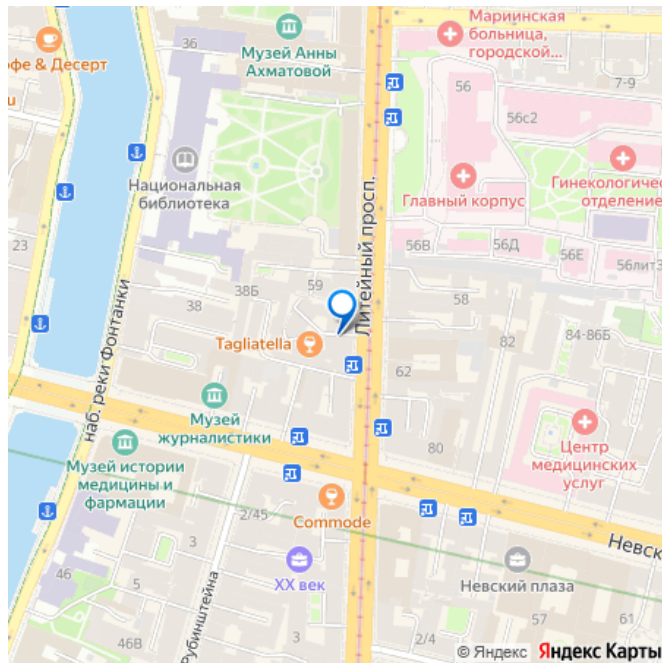 офе & Десерт
u
36
Музей Анны
Ахматовой
Мариинская
больница,
городской...
56
7-9
56с2
Национальная
библиотека
Литейный просп.
Главный корпус
Гинекологичес
отделение
56В
56Д
56Е
56лит3
23
наб. реки Фонтанки
38
38Б
59
58
Tagliatella
84-86Б
82
62
Музей
журналистики
80
Центр
медицинских
услуг
Музей истории
медицины и
фармации
2/45
Commode
3
5
46
46В
Рубинштейна
3
XX век
Невский плаза
Невск
2/4
57
61
© Яндекс Яндекс Карты